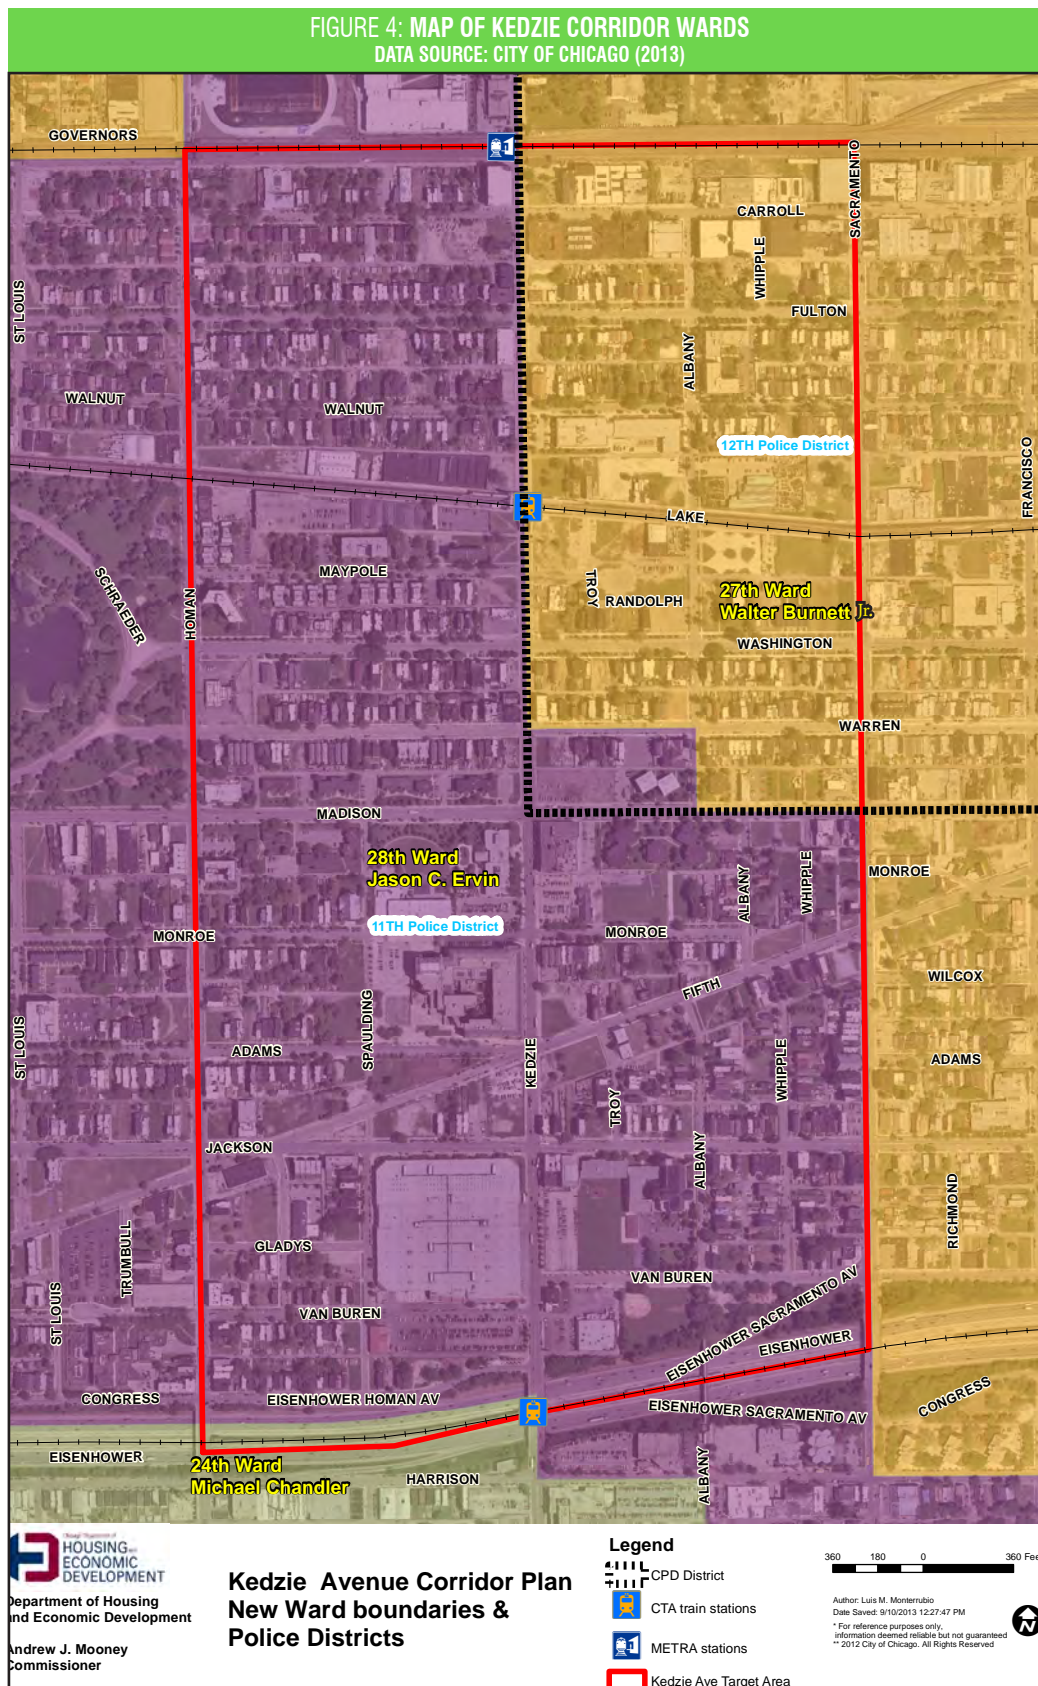 FIGURE 4: MAP OF KEDZIE CORRIDOR WARDS
DATA SOURCE: CITY OF CHICAGO (2013)
GOVERNORS
SACRAMENTO
CARROLL
WHIPPLE
ST LOUIS
FULTON
ALBANY
WALNUT
WALNUT
12TH Police District
FRANCISCO
LAKE
SCHRAEDER
MAYPOLE
TROY
RANDOLPH
27th Ward
Walter Burnett Jr.
HOMAN
WASHINGTON
WARREN
MADISON
28th Ward
Jason C. Ervin
MONROE
ALBANY
WHIPPLE
11TH Police District
MONROE
MONROE
WILCOX
FIFTH
SPAULDING
ST LOUIS
ADAMS
KEDZIE
WHIPPLE
ADAMS
TROY
JACKSON
ALBANY
RICHMOND
TRUMBULL
GLADYS
VAN BUREN
ST LOUIS
VAN BUREN
EISENHOWER SACRAMENTO AV
EISENHOWER
CONGRESS
EISENHOWER HOMAN AV
EISENHOWER SACRAMENTO AV
CONGRESS
EISENHOWER
24th Ward
Michael Chandler
HARRISON
ALBANY
HOUSING AND
ECONOMIC
DEVELOPMENT
Department of Housing
and Economic Development
Andrew J. Mooney
Commissioner
Kedzie Avenue Corridor Plan
New Ward boundaries &
Police Districts
Legend
CPD District
CTA train stations
METRA stations
Kedzie Ave Target Area
360 180 0 360 Fee
Author: Luis M. Monterrubio
Date Saved: 9/10/2013 12:27:47 PM
* For reference purposes only,
information deemed reliable but not guaranteed
** 2012 City of Chicago. All Rights Reserved
N